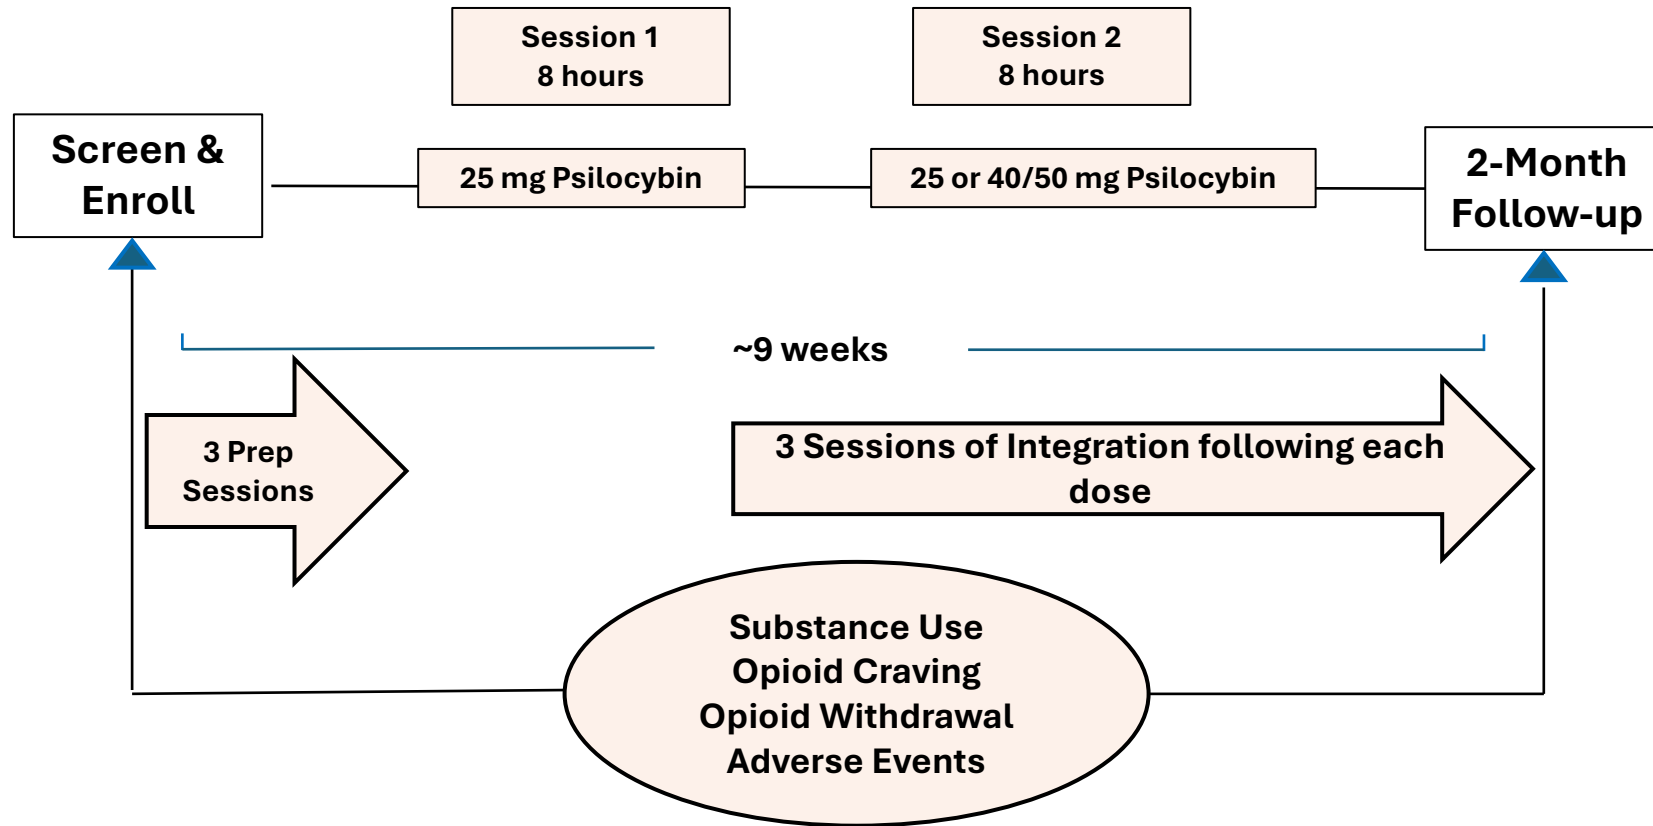 Session 1
8 hours
Session 2
8 hours
Screen &
Enroll
25 mg Psilocybin
25 or 40/50 mg Psilocybin
2-Month
Follow-up
~9 weeks
3 Prep
Sessions
3 Sessions of Integration following each
dose
Substance Use
Opioid Craving
Opioid Withdrawal
Adverse Events